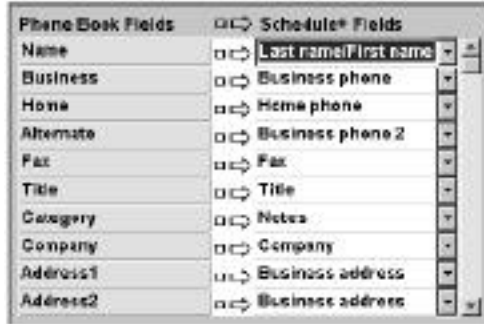 Phone Book Fields Schedule+ Fields
Name Last name/First name
Business Business phone
Home Home phone
Alternate Business phone 2
Fax Fax
Title Title
Category Notes
Company Company
Address1 Business address
Address2 Business address